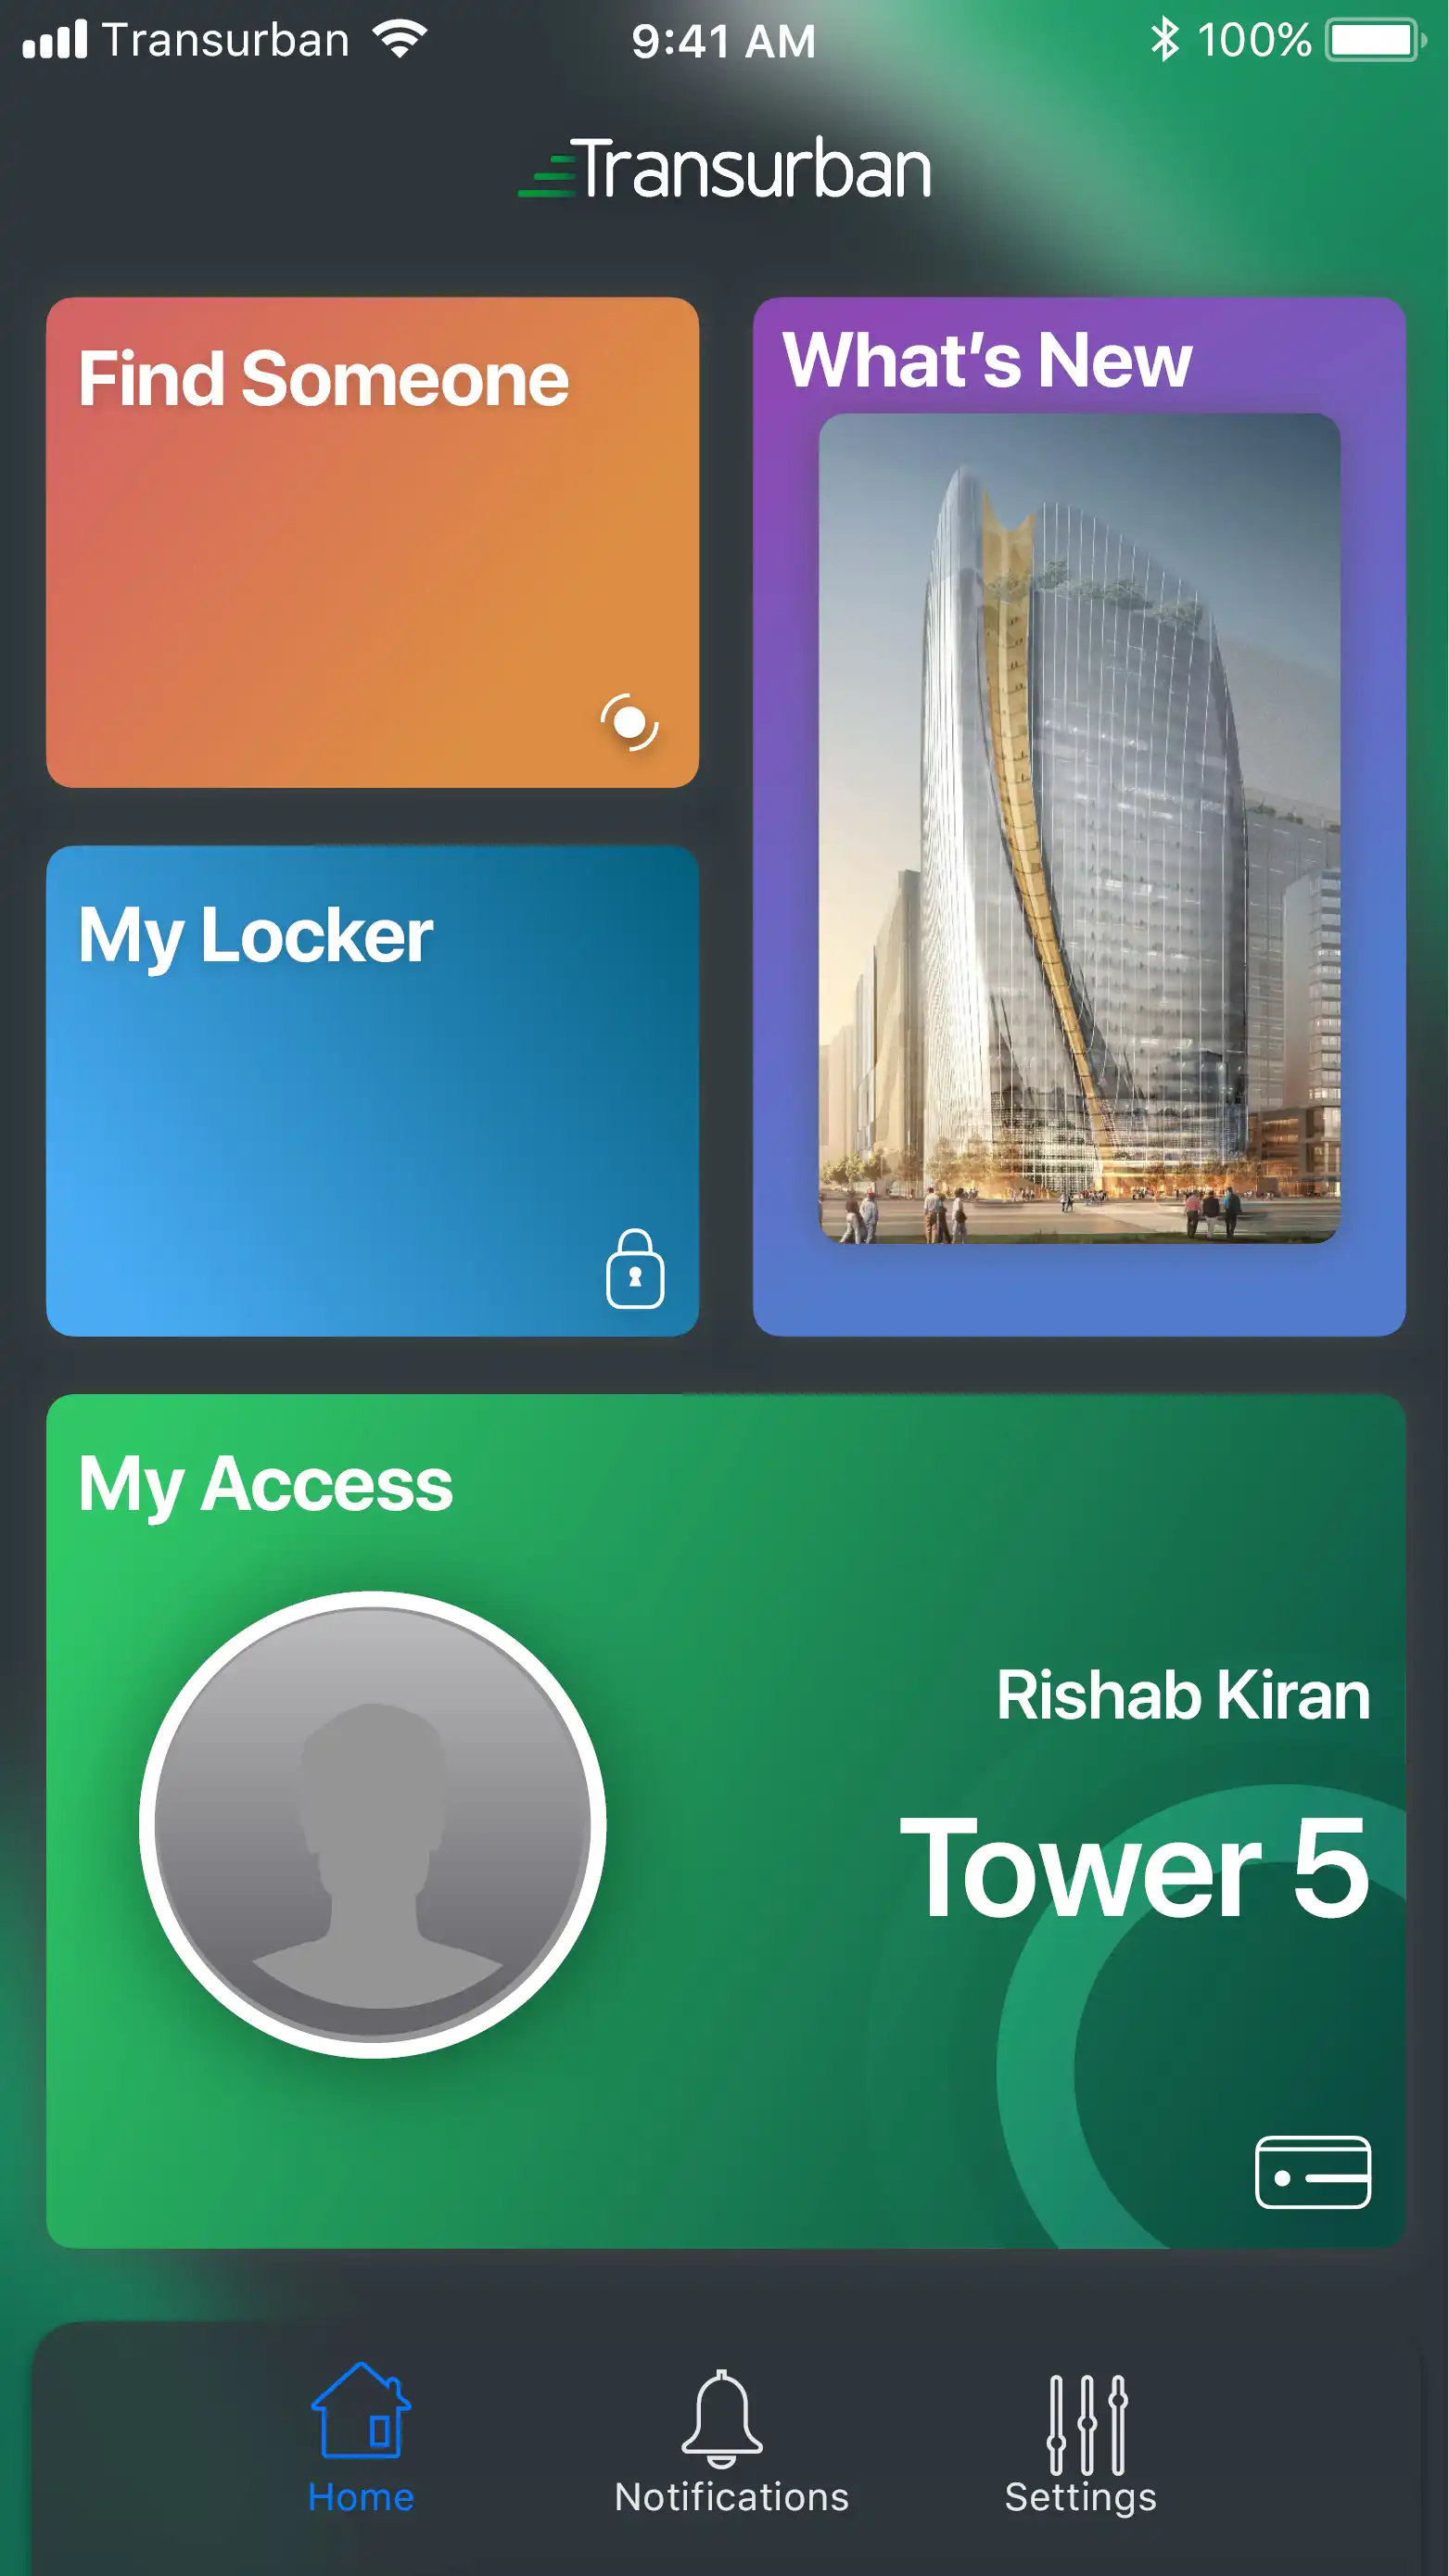 Transurban 9:41 AM 100%
Transurban
Find Someone
What's New
My Locker
My Access
Rishab Kiran
Tower 5
Home Notifications Settings